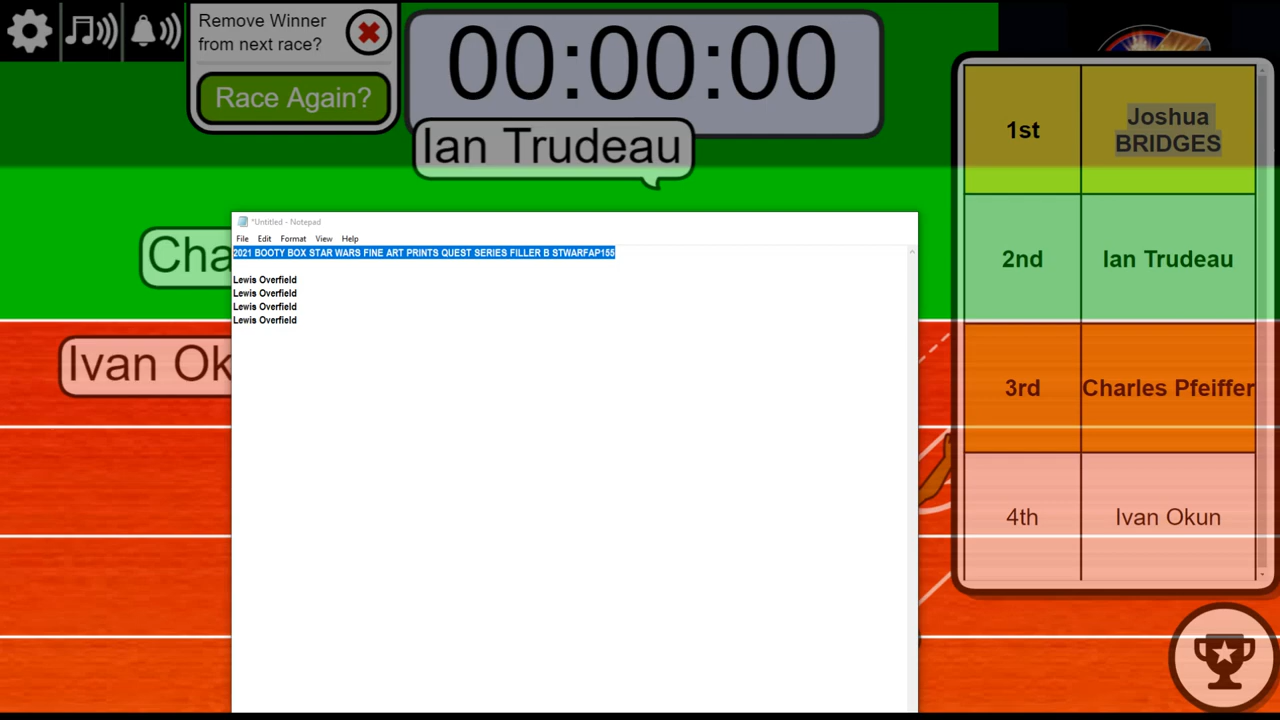 Remove Winner
from next race?
Race Again?
00:00:00
Ian Trudeau
Cha
Ivan Ok
*Untitled - Notepad
File Edit Format View Help
2021 BOOTY BOX STAR WARS FINE ART PRINTS QUEST SERIES FILLER B STWARFAP155
Lewis Overfield
Lewis Overfield
Lewis Overfield
Lewis Overfield
1st Joshua BRIDGES
2nd Ian Trudeau
3rd Charles Pfeiffer
4th Ivan Okun